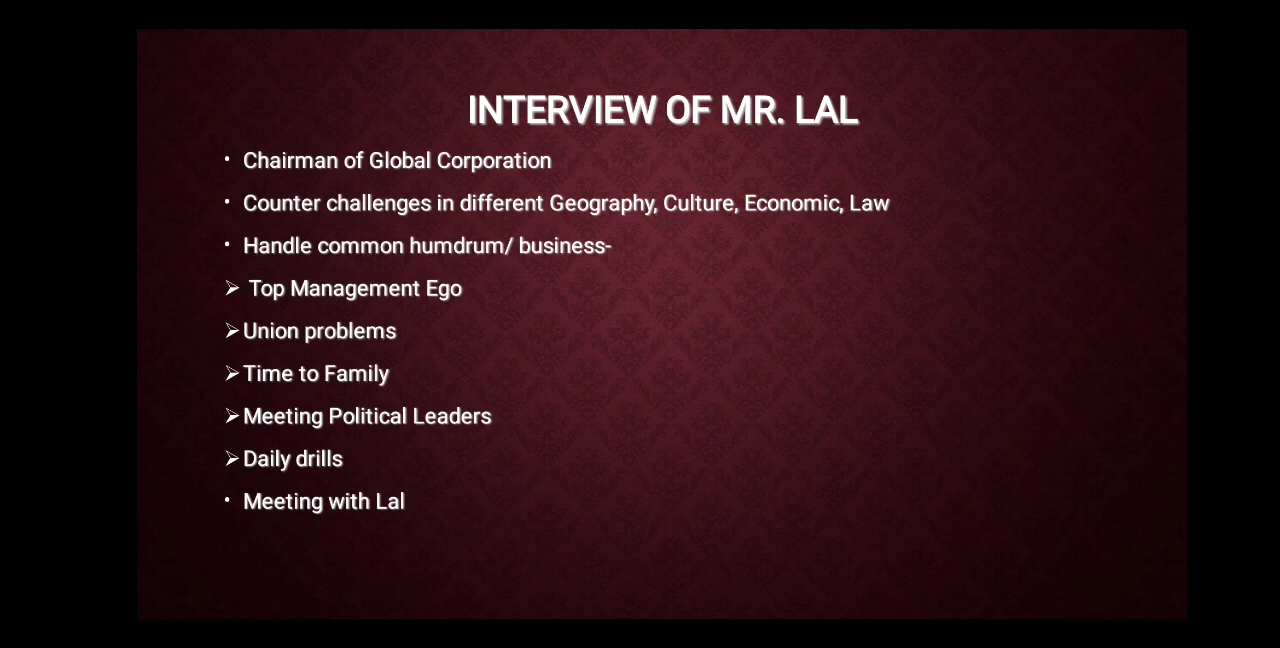 INTERVIEW OF MR. LAL
• Chairman of Global Corporation
• Counter challenges in different Geography, Culture, Economic, Law
• Handle common humdrum/ business-
➢ Top Management Ego
➢ Union problems
➢ Time to Family
➢ Meeting Political Leaders
➢ Daily drills
• Meeting with Lal